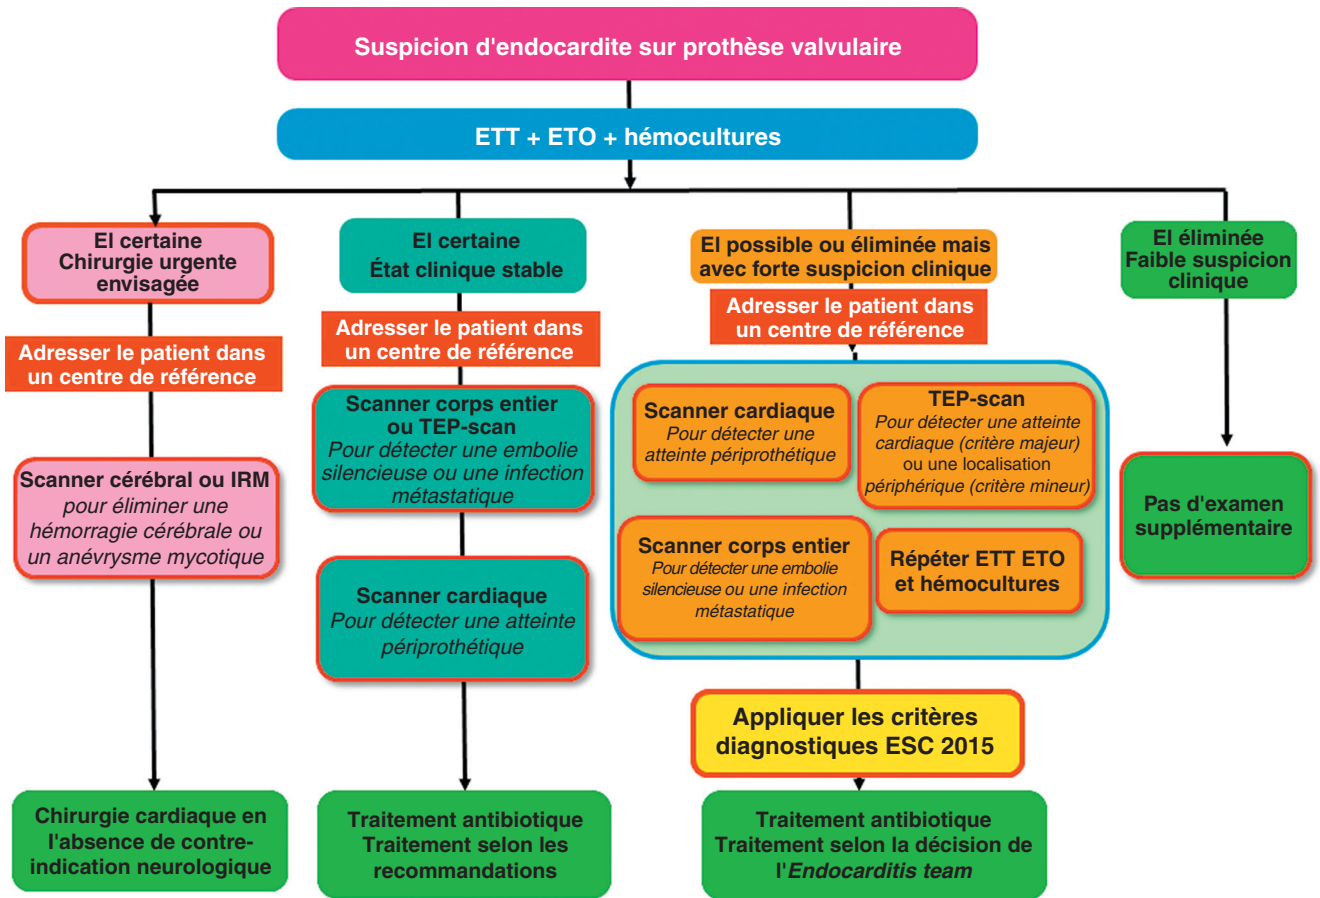 Suspicion d'endocardite sur prothèse valvulaire
ETT + ETO + hémocultures
EI certaine
Chirurgie urgente
envisagée
Adresser le patient dans
un centre de référence
Scanner cérébral ou IRM
pour éliminer une
hémorragie cérébrale ou
un anévrysme mycotique
Chirurgie cardiaque en
l'absence de contre-
indication neurologique
EI certaine
État clinique stable
Adresser le patient dans
un centre de référence
Scanner corps entier
ou TEP-scan
Pour détecter une embolie
silencieuse ou une infection
métastatique
Scanner cardiaque
Pour détecter une atteinte
périprothétique
Traitement antibiotique
Traitement selon les
recommandations
EI possible ou éliminée mais
avec forte suspicion clinique
Adresser le patient dans
un centre de référence
Scanner cardiaque
Pour détecter une
atteinte périprothétique
TEP-scan
Pour détecter une atteinte
cardiaque (critère majeur)
ou une localisation
périphérique (critère mineur)
Scanner corps entier
Pour détecter une embolie
silencieuse ou une infection
métastatique
Répéter ETT ETO
et hémocultures
Appliquer les critères
diagnostiques ESC 2015
Traitement antibiotique
Traitement selon la décision de
l'Endocarditis team
EI éliminée
Faible suspicion
clinique
Pas d'examen
supplémentaire